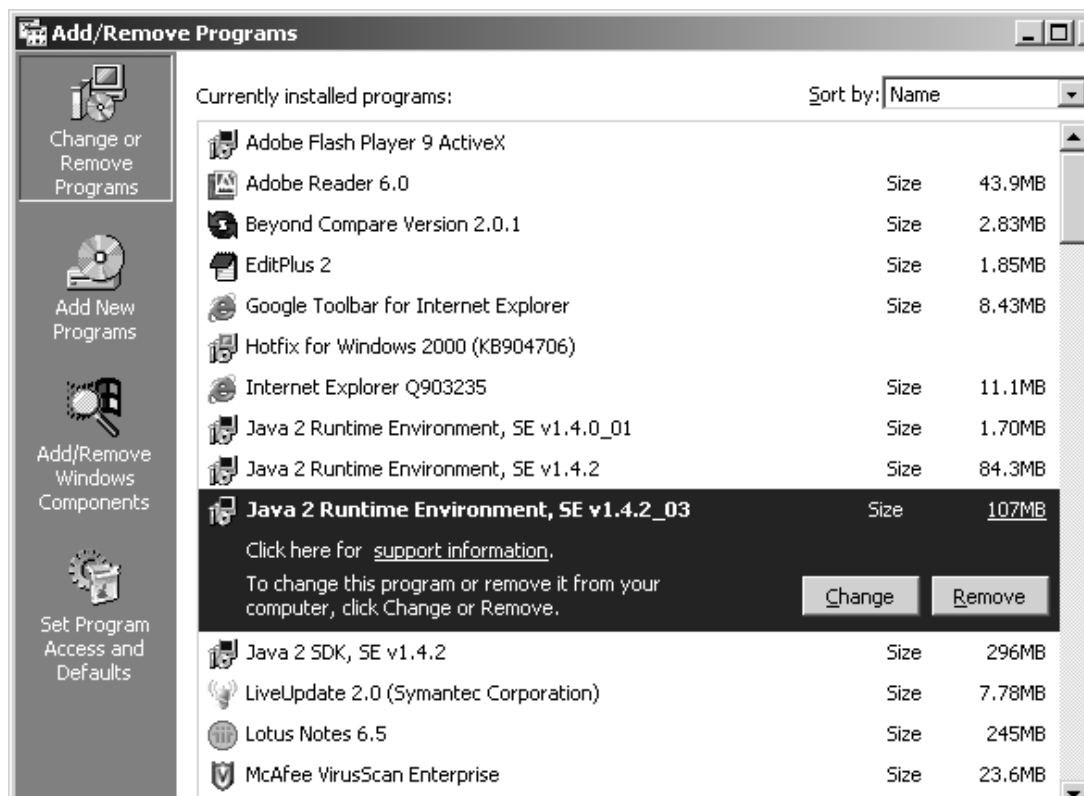 Add/Remove Programs
Change or
Remove
Programs
Add New
Programs
Add/Remove
Windows
Components
Set Program
Access and
Defaults
Currently installed programs:
Sort by: Name
Adobe Flash Player 9 ActiveX
Adobe Reader 6.0 Size 43.9MB
Beyond Compare Version 2.0.1 Size 2.83MB
EditPlus 2 Size 1.85MB
Google Toolbar for Internet Explorer Size 8.43MB
Hotfix for Windows 2000 (KB904706)
Internet Explorer Q903235 Size 11.1MB
Java 2 Runtime Environment, SE v1.4.0_01 Size 1.70MB
Java 2 Runtime Environment, SE v1.4.2 Size 84.3MB
Java 2 Runtime Environment, SE v1.4.2_03 Size 107MB
Click here for support information.
To change this program or remove it from your
computer, click Change or Remove.
Change Remove
Java 2 SDK, SE v1.4.2 Size 296MB
LiveUpdate 2.0 (Symantec Corporation) Size 7.78MB
Lotus Notes 6.5 Size 245MB
McAfee VirusScan Enterprise Size 23.6MB